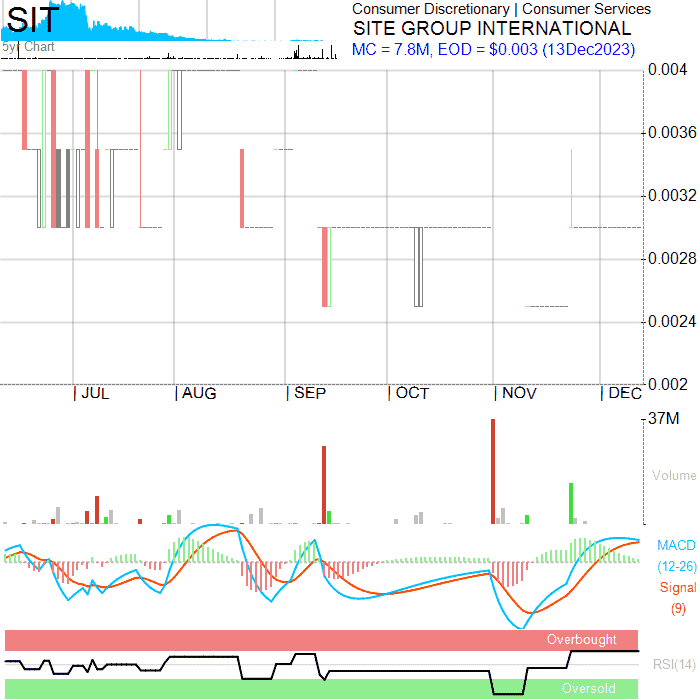 SIT
5yr Chart
Consumer Discretionary | Consumer Services
SITE GROUP INTERNATIONAL
MC = 7.8M, EOD = $0.003 (13Dec2023)
0.004
0.0036
0.0032
0.0028
0.0024
0.002
| JUL | AUG | SEP | OCT | NOV | DEC
37M
Volume
MACD
(12-26)
Signal
(9)
Overbought
RSI(14)
Oversold